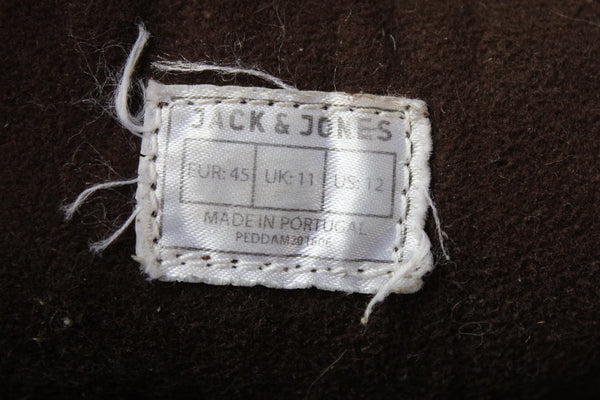 JACK & JONES
EUR: 45 UK: 11 US: 12
MADE IN PORTUGAL